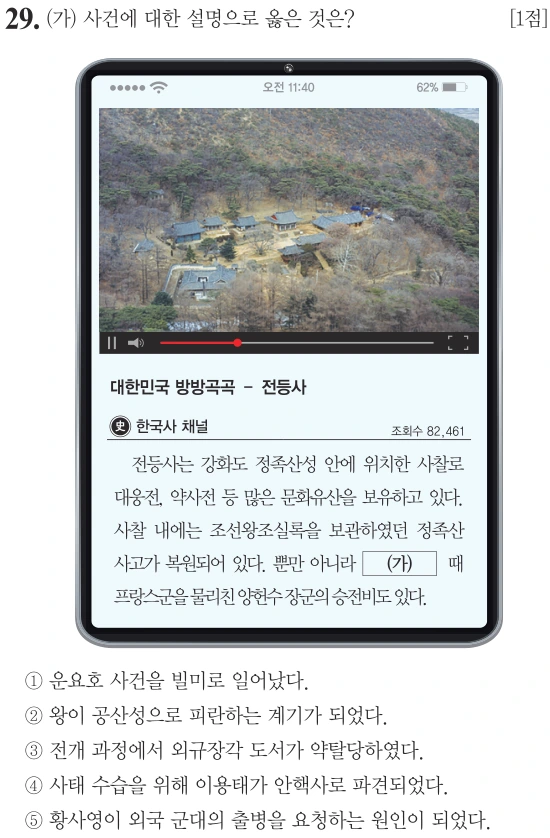 29. (가) 사건에 대한 설명으로 옳은 것은? [1점]
오전 11:40 62%
대한민국 방방곡곡 - 전등사
史 한국사 채널 조회수 82,461
전등사는 강화도 정족산성 안에 위치한 사찰로
대웅전, 약사전 등 많은 문화유산을 보유하고 있다.
사찰 내에는 조선왕조실록을 보관하였던 정족산
사고가 복원되어 있다. 뿐만 아니라 (가) 때
프랑스군을 물리친 양헌수 장군의 승전비도 있다.
① 운요호 사건을 빌미로 일어났다.
② 왕이 공산성으로 피란하는 계기가 되었다.
③ 전개 과정에서 외규장각 도서가 약탈당하였다.
④ 사태 수습을 위해 이용태가 안핵사로 파견되었다.
⑤ 황사영이 외국 군대의 출병을 요청하는 원인이 되었다.